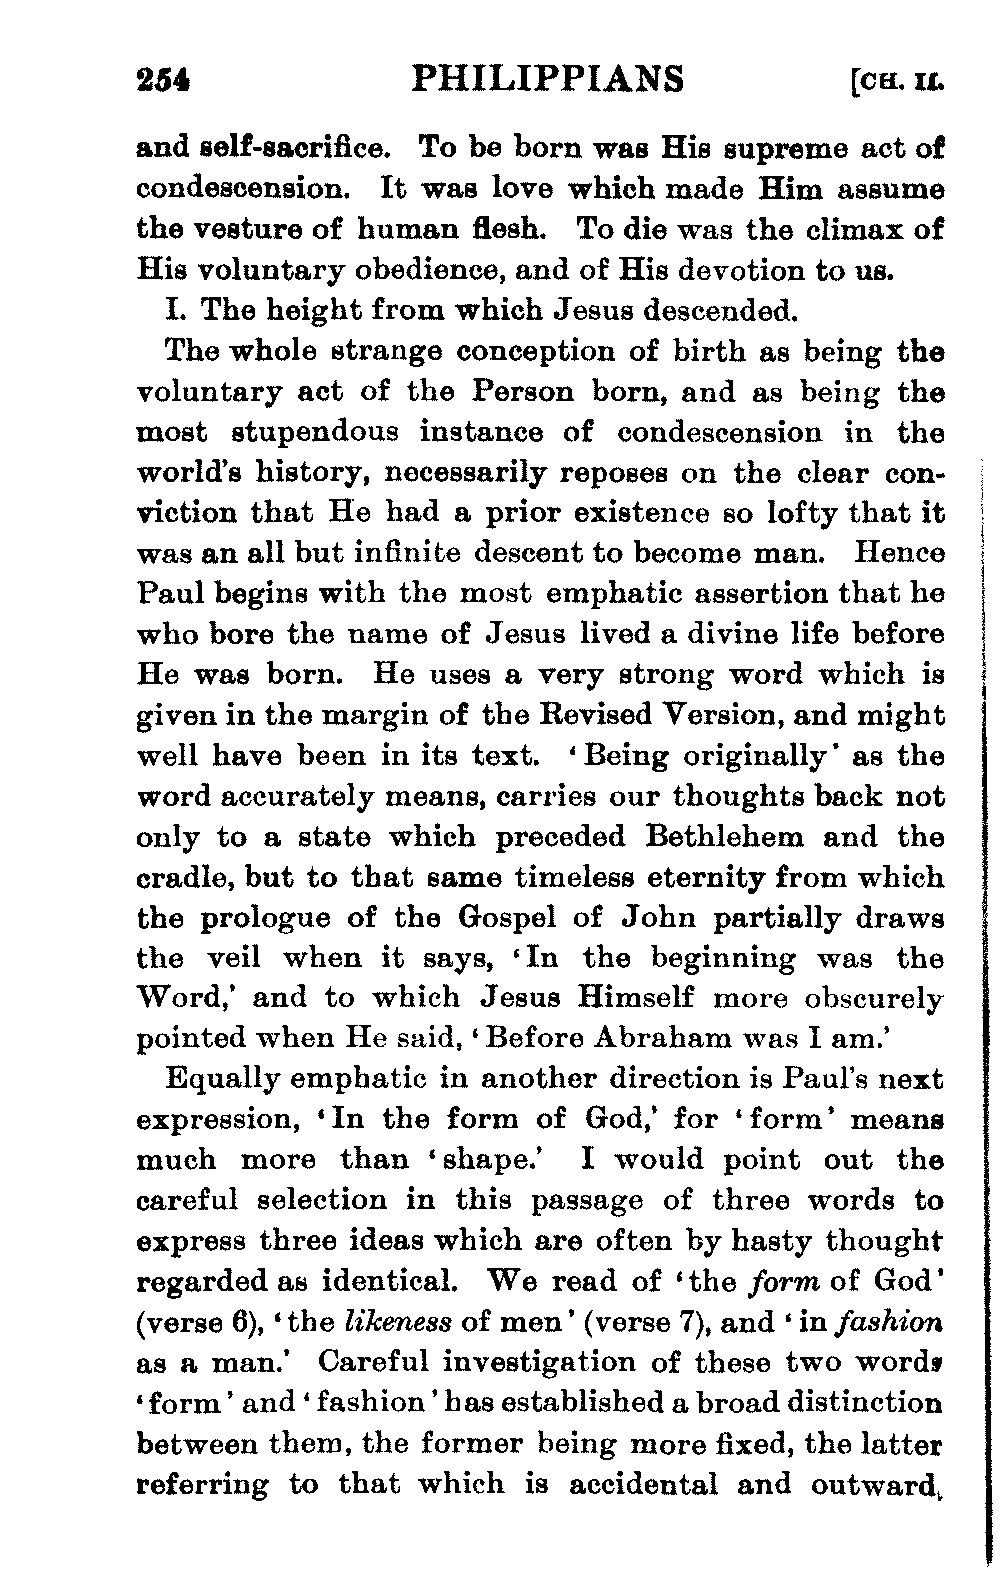 254 PHILIPPIANS [CH. II.
and self-sacrifice. To be born was His supreme act of
condescension. It was love which made Him assume
the vesture of human flesh. To die was the climax of
His voluntary obedience, and of His devotion to us.
I. The height from which Jesus descended.
The whole strange conception of birth as being the
voluntary act of the Person born, and as being the
most stupendous instance of condescension in the
world's history, necessarily reposes on the clear con-
viction that He had a prior existence so lofty that it
was an all but infinite descent to become man. Hence
Paul begins with the most emphatic assertion that he
who bore the name of Jesus lived a divine life before
He was born. He uses a very strong word which is
given in the margin of the Revised Version, and might
well have been in its text. ‘Being originally’ as the
word accurately means, carries our thoughts back not
only to a state which preceded Bethlehem and the
cradle, but to that same timeless eternity from which
the prologue of the Gospel of John partially draws
the veil when it says, ‘In the beginning was the
Word,’ and to which Jesus Himself more obscurely
pointed when He said, ‘Before Abraham was I am.’
Equally emphatic in another direction is Paul's next
expression, ‘In the form of God,’ for ‘form’ means
much more than ‘shape.’ I would point out the
careful selection in this passage of three words to
express three ideas which are often by hasty thought
regarded as identical. We read of ‘the form of God’
(verse 6), ‘the likeness of men’ (verse 7), and ‘in fashion
as a man.’ Careful investigation of these two words
‘form’ and ‘fashion’ has established a broad distinction
between them, the former being more fixed, the latter
referring to that which is accidental and outward,